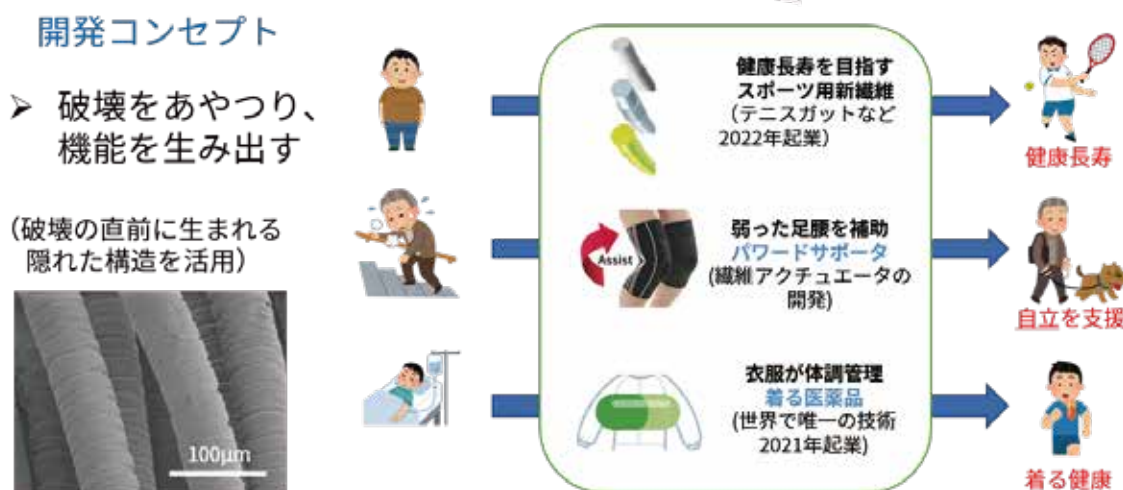 開発コンセプト
➢ 破壊をあやつり、
機能を生み出す
(破壊の直前に生まれる
隠れた構造を活用)
100μm
健康長寿を目指す
スポーツ用新繊維
(テニスガットなど
2022年起業)
健康長寿
Assist
弱った足腰を補助
パワードサポータ
(繊維アクチュエータの
開発)
自立を支援
衣服が体調管理
着る医薬品
(世界で唯一の技術
2021年起業)
着る健康